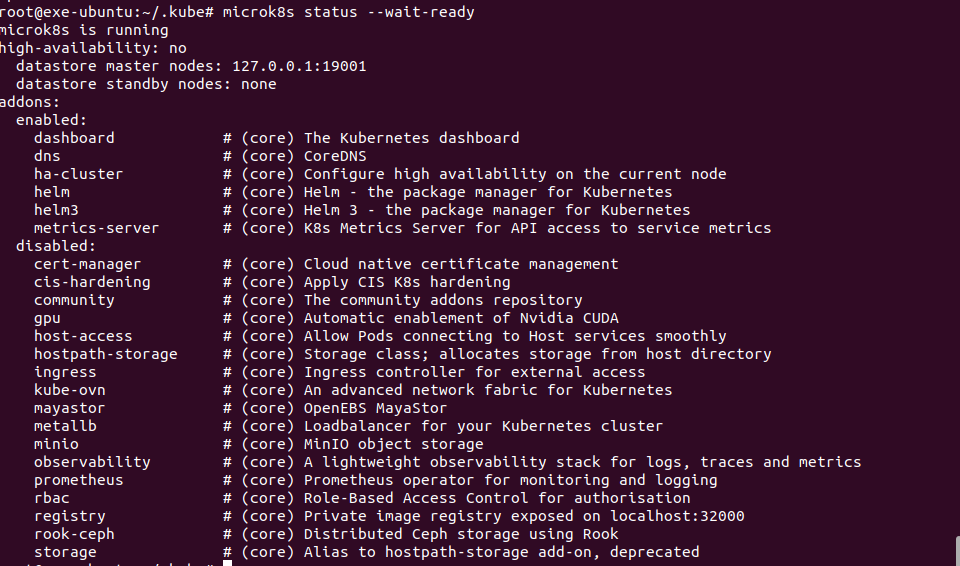 root@exe-ubuntu:~/.kube# microk8s status --wait-ready
microk8s is running
high-availability: no
  datastore master nodes: 127.0.0.1:19001
  datastore standby nodes: none
addons:
  enabled:
    dashboard            # (core) The Kubernetes dashboard
    dns                  # (core) CoreDNS
    ha-cluster           # (core) Configure high availability on the current node
    helm                 # (core) Helm - the package manager for Kubernetes
    helm3                # (core) Helm 3 - the package manager for Kubernetes
    metrics-server       # (core) K8s Metrics Server for API access to service metrics
  disabled:
    cert-manager         # (core) Cloud native certificate management
    cis-hardening        # (core) Apply CIS K8s hardening
    community            # (core) The community addons repository
    gpu                  # (core) Automatic enablement of Nvidia CUDA
    host-access          # (core) Allow Pods connecting to Host services smoothly
    hostpath-storage     # (core) Storage class; allocates storage from host directory
    ingress              # (core) Ingress controller for external access
    kube-ovn             # (core) An advanced network fabric for Kubernetes
    mayastor             # (core) OpenEBS MayaStor
    metallb              # (core) Loadbalancer for your Kubernetes cluster
    minio                # (core) MinIO object storage
    observability        # (core) A lightweight observability stack for logs, traces and metrics
    prometheus           # (core) Prometheus operator for monitoring and logging
    rbac                 # (core) Role-Based Access Control for authorisation
    registry             # (core) Private image registry exposed on localhost:32000
    rook-ceph            # (core) Distributed Ceph storage using Rook
    storage              # (core) Alias to hostpath-storage add-on, deprecated